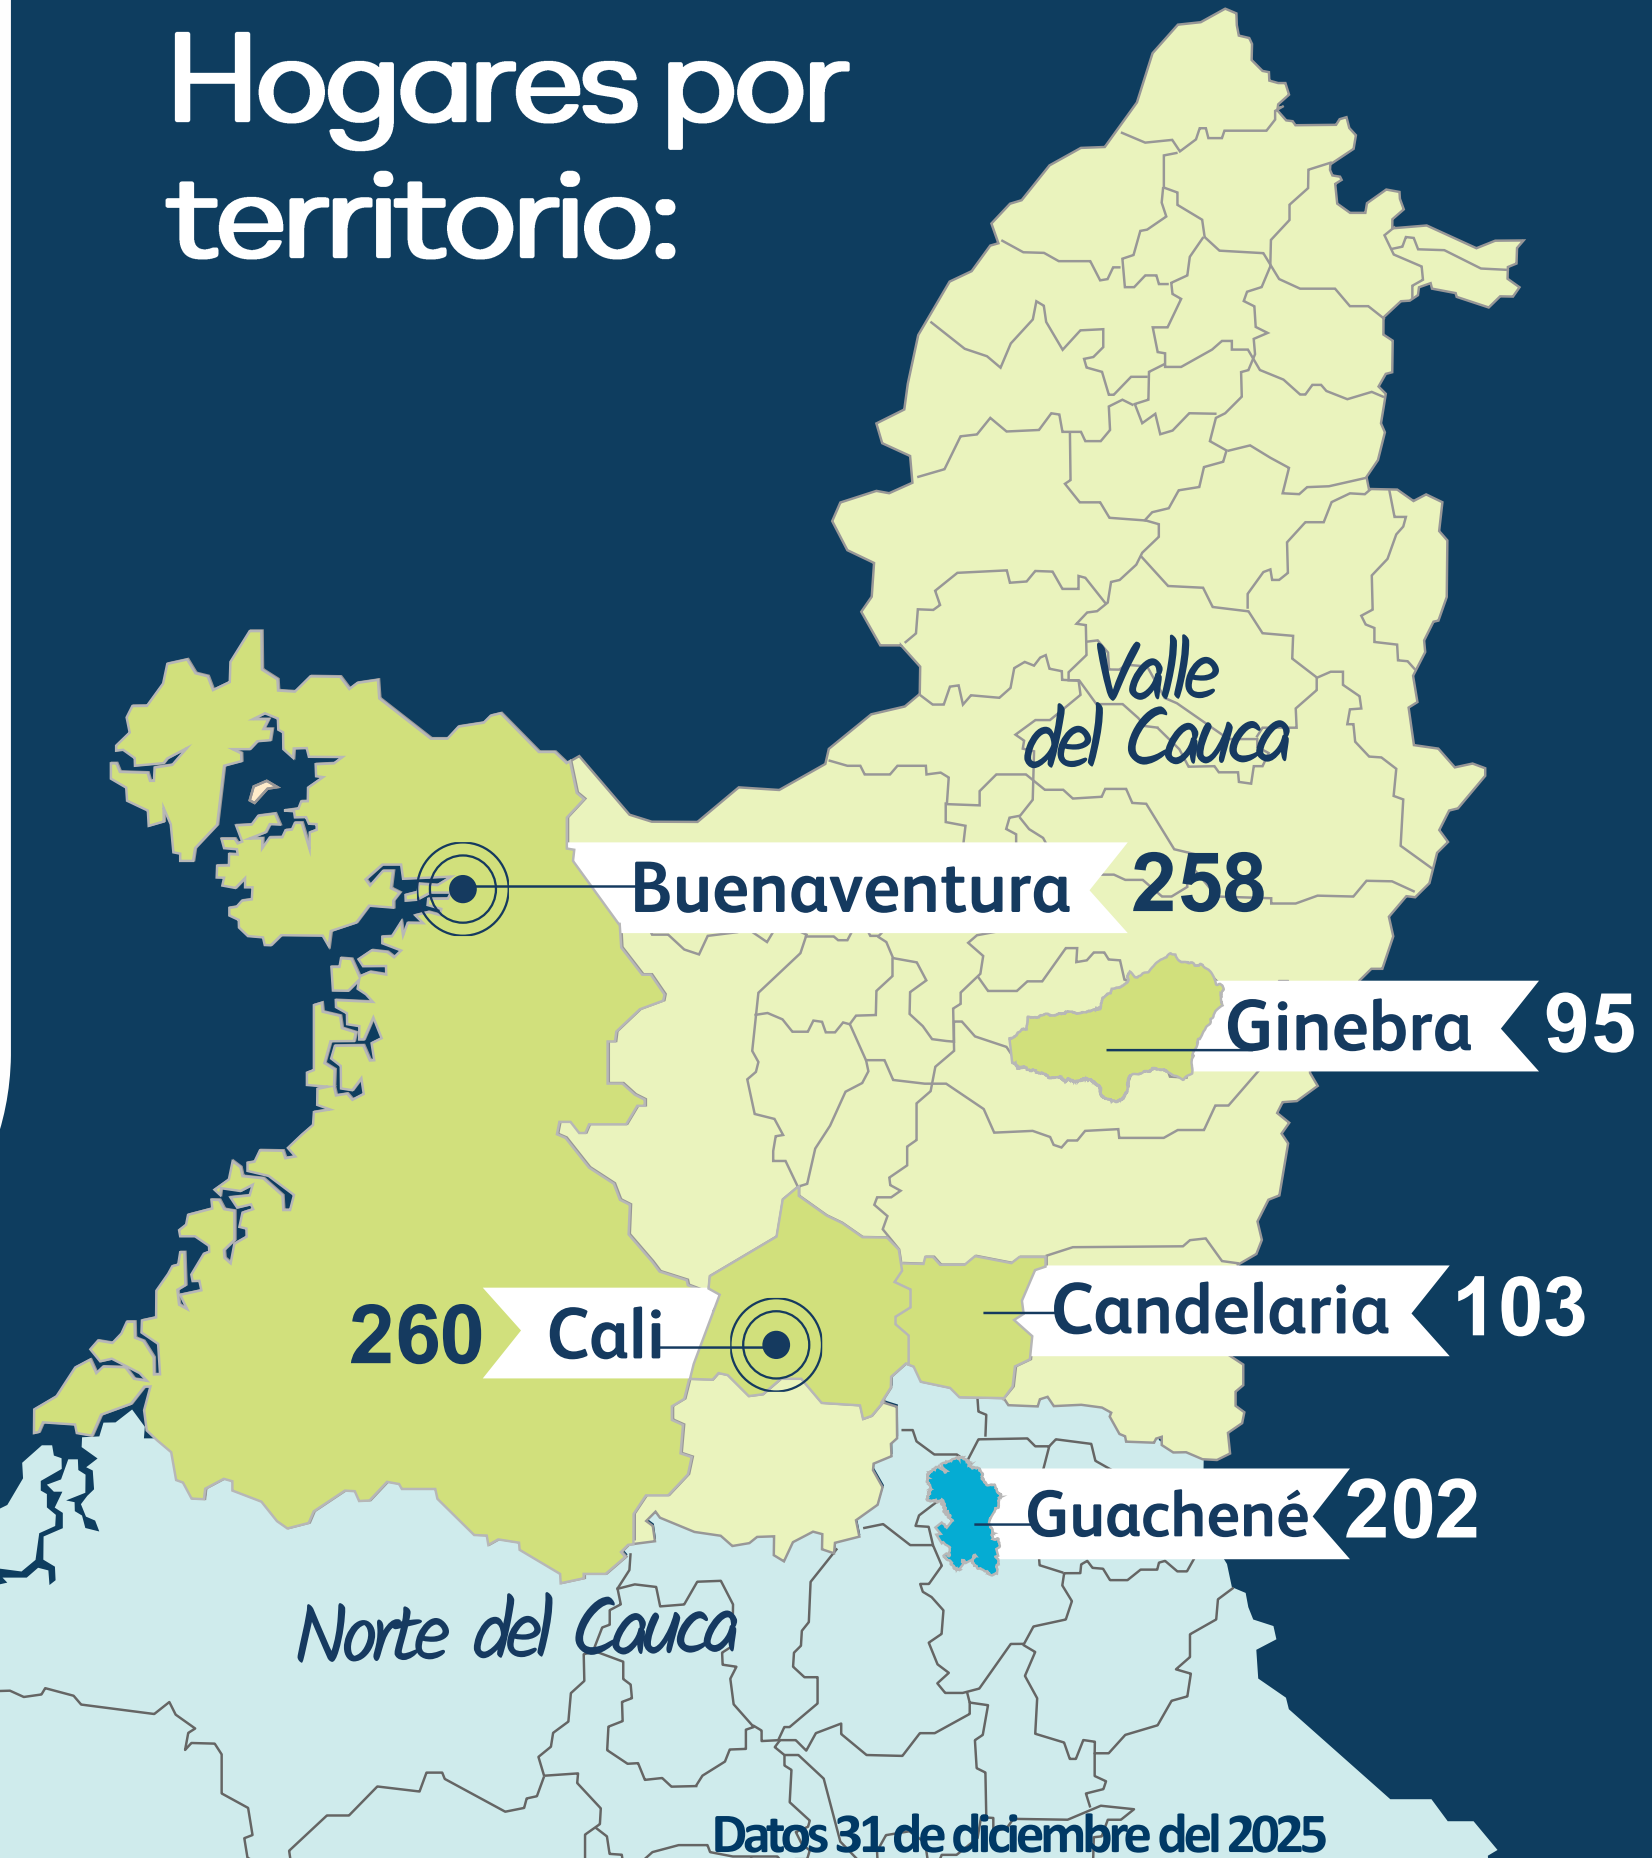 Hogares por
territorio:
Valle
del Cauca
Buenaventura 258
Ginebra 95
260 Cali
Candelaria 103
Guachené 202
Norte del Cauca
Datos 31 de diciembre del 2025